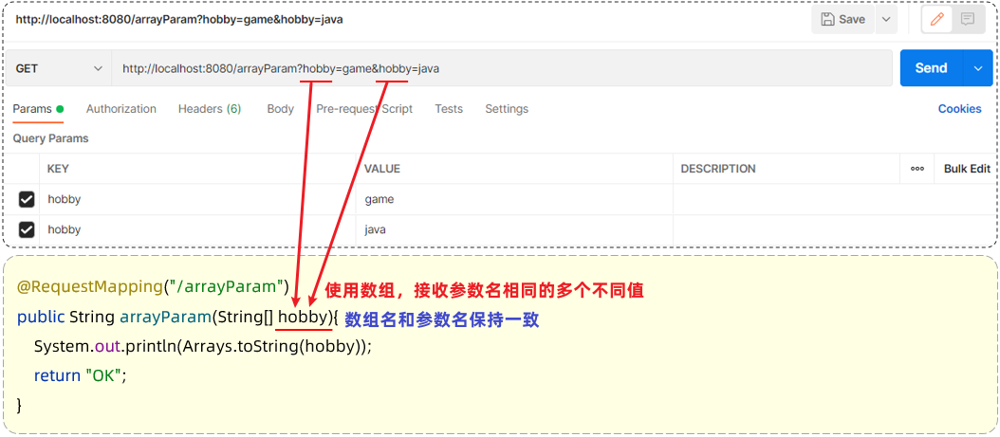 http://localhost:8080/arrayParam?hobby=game&hobby=java
Save
GET
http://localhost:8080/arrayParam?hobby=game&hobby=java
Send
Params
Authorization
Headers (6)
Body
Pre-request Script
Tests
Settings
Cookies
Query Params
KEY
VALUE
DESCRIPTION
Bulk Edit
hobby
game
hobby
java
@RequestMapping("/arrayParam")
使用数组，接收参数名相同的多个不同值
public String arrayParam(String[] hobby){
数组名和参数名保持一致
System.out.println(Arrays.toString(hobby));
return "OK";
}